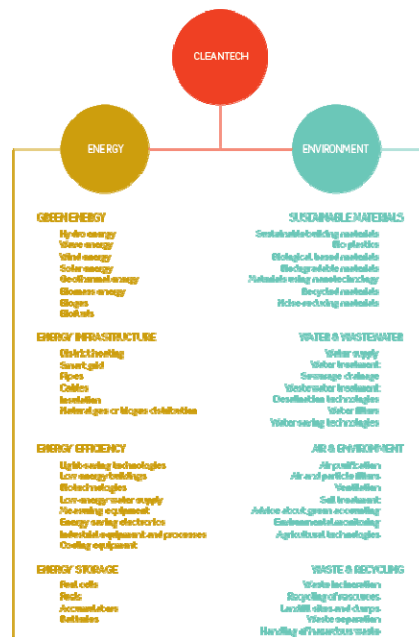 CLEANTECH
ENERGY
ENVIRONMENT
GREEN ENERGY
Hydro energy
Wave energy
Wind energy
Solar energy
Geothermal energy
Biomass energy
Biogas
Biofuels
ENERGY INFRASTRUCTURE
District heating
Smart grid
Pipes
Cables
Insulation
Natural gas or biogas distribution
ENERGY EFFICIENCY
Light-saving technologies
Low energy buildings
Biotechnologies
Low-energy water supply
Measuring equipment
Energy saving electronics
Industrial equipment and processes
Cooling equipment
ENERGY STORAGE
Fuel cells
Fuels
Accumulators
Batteries
SUSTAINABLE MATERIALS
Sustainable building materials
Bio plastics
Biological based materials
Biodegradable materials
Materials using nanotechnology
Recycled materials
Noise-reducing materials
WATER & WASTEWATER
Water supply
Water treatment
Sewerage drainage
Wastewater treatment
Desalination technologies
Water filters
Water saving technologies
AIR & ENVIRONMENT
Air purification
Air and particle filters
Ventilation
Soil treatment
Advice about green accounting
Environmental monitoring
Agricultural technologies
WASTE & RECYCLING
Waste incineration
Recycling of resources
Landfill sites and dumps
Waste separation
Handling of hazardous waste